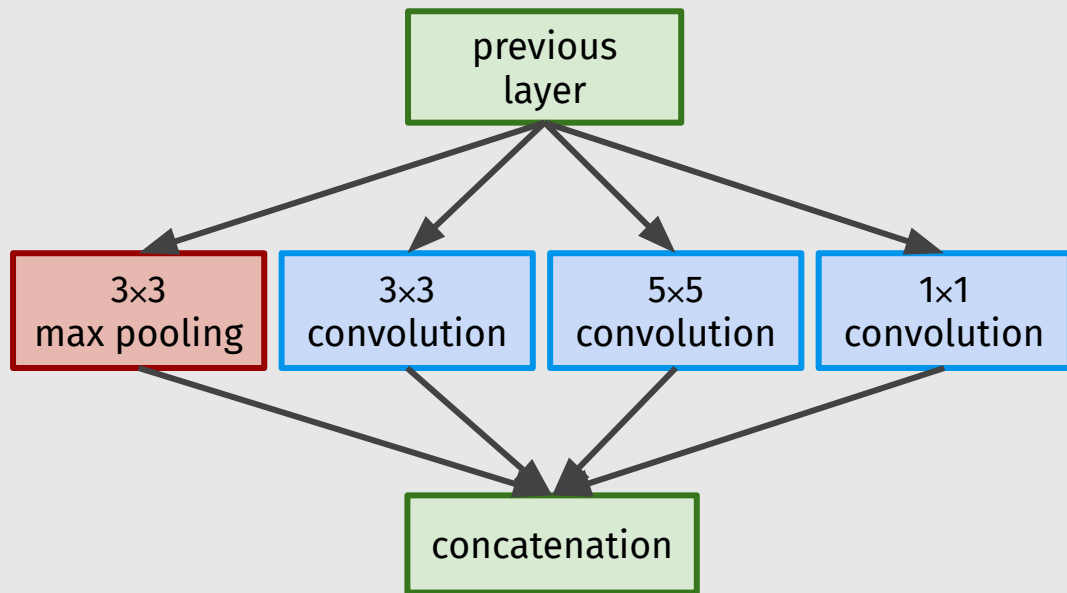 previous
layer
3×3
max pooling
3×3
convolution
5×5
convolution
1×1
convolution
concatenation